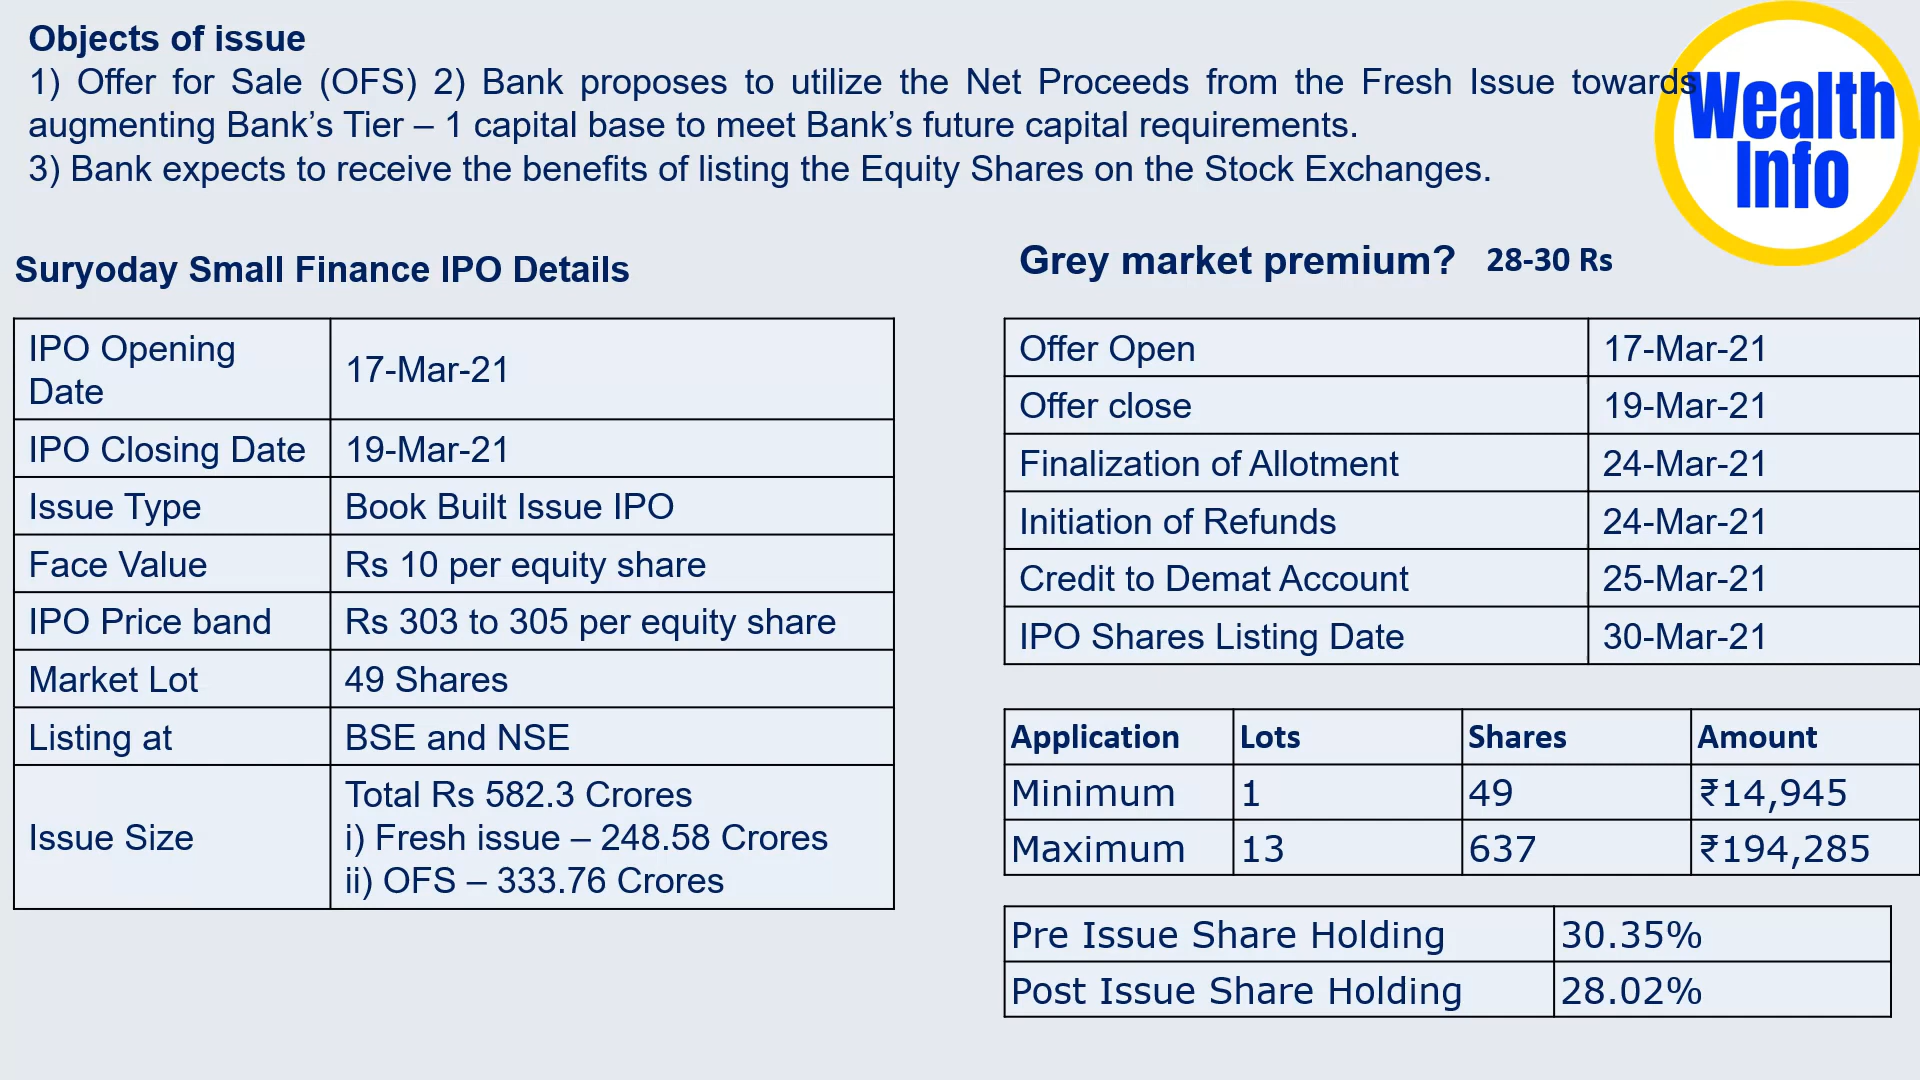 Objects of issue
1) Offer for Sale (OFS) 2) Bank proposes to utilize the Net Proceeds from the Fresh Issue towards
augmenting Bank’s Tier – 1 capital base to meet Bank’s future capital requirements.
3) Bank expects to receive the benefits of listing the Equity Shares on the Stock Exchanges.
Wealth
Info
Suryoday Small Finance IPO Details
IPO Opening
Date
17-Mar-21
IPO Closing Date 19-Mar-21
Issue Type Book Built Issue IPO
Face Value Rs 10 per equity share
IPO Price band Rs 303 to 305 per equity share
Market Lot 49 Shares
Listing at BSE and NSE
Issue Size
Total Rs 582.3 Crores
i) Fresh issue – 248.58 Crores
ii) OFS – 333.76 Crores
Grey market premium? 28-30 Rs
Offer Open 17-Mar-21
Offer close 19-Mar-21
Finalization of Allotment 24-Mar-21
Initiation of Refunds 24-Mar-21
Credit to Demat Account 25-Mar-21
IPO Shares Listing Date 30-Mar-21
Application Lots Shares Amount
Minimum 1 49 ₹14,945
Maximum 13 637 ₹194,285
Pre Issue Share Holding 30.35%
Post Issue Share Holding 28.02%